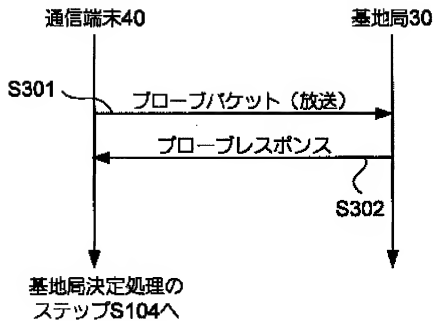 通信端末40
基地局30
S301
プローブパケット（放送）
プローブレスポンス
S302
基地局決定処理の
ステップS104へ